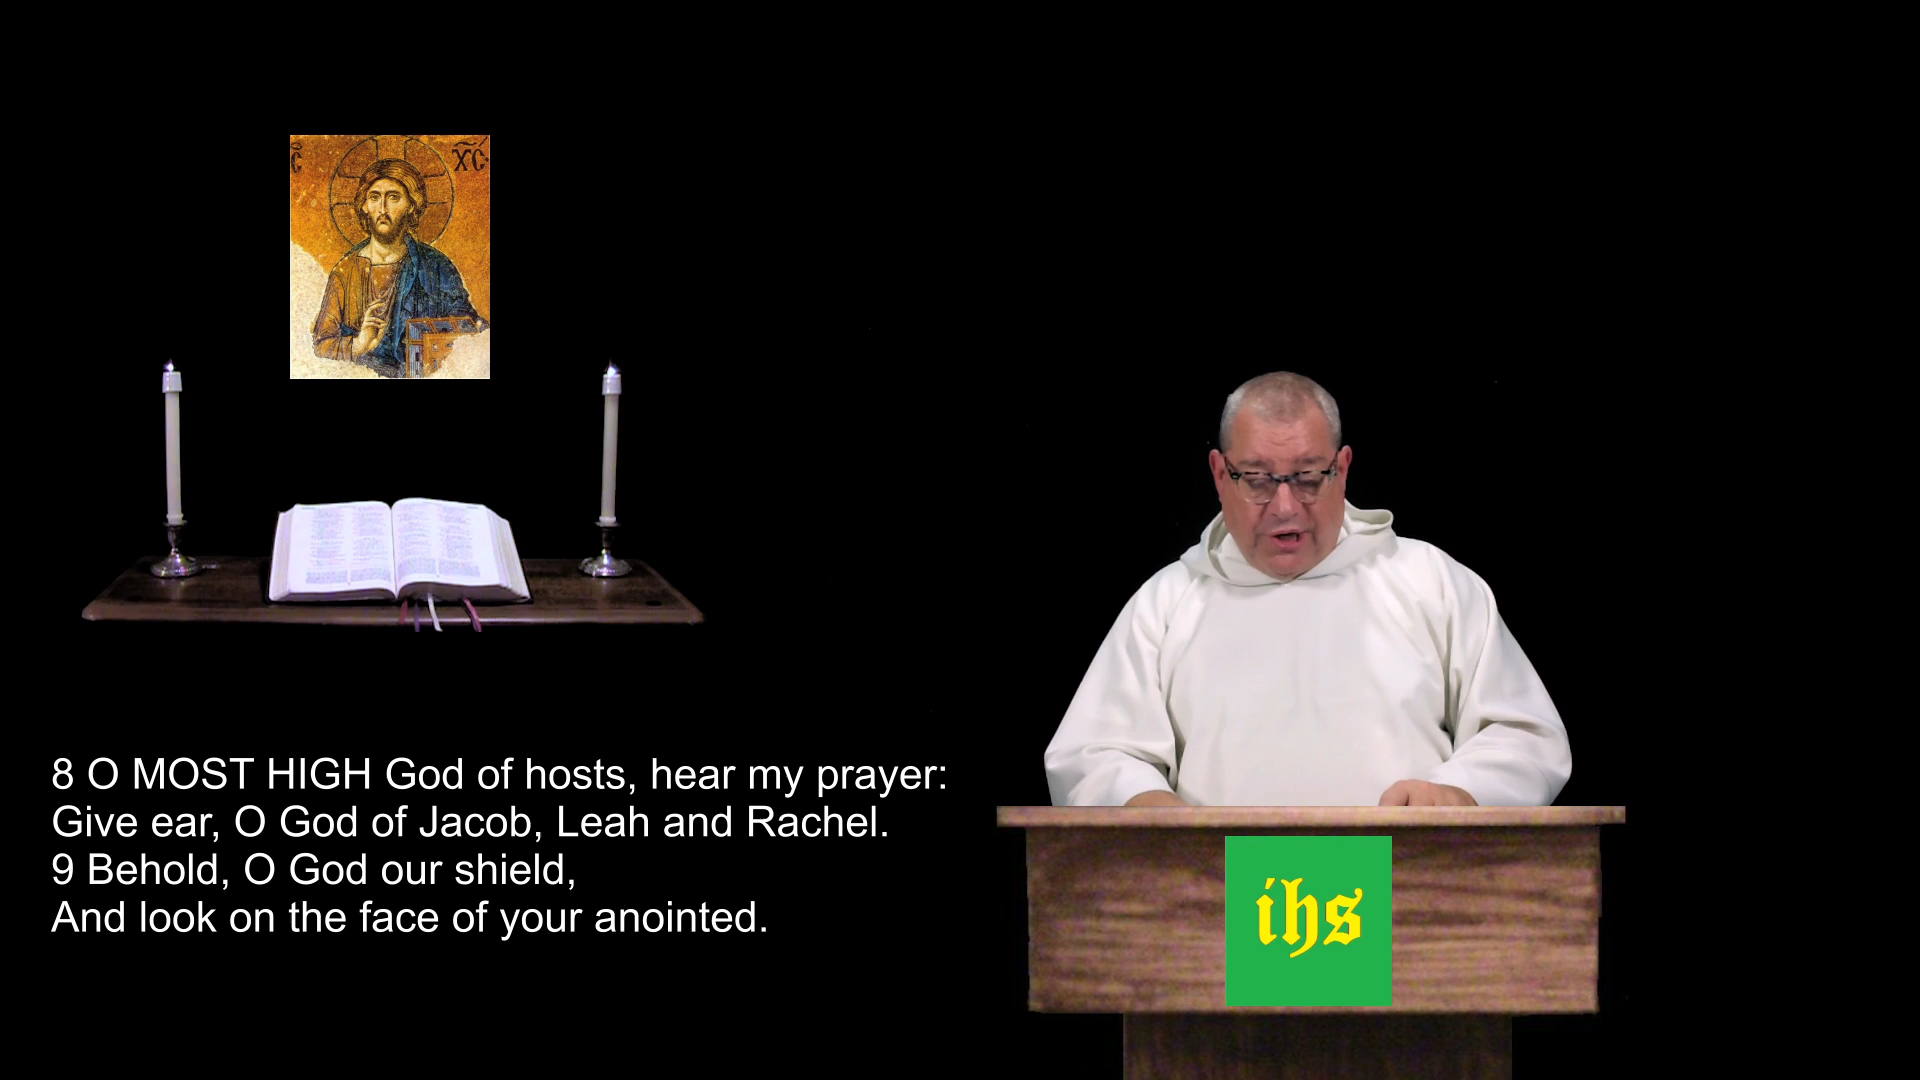 C XC
8 O MOST HIGH God of hosts, hear my prayer:
Give ear, O God of Jacob, Leah and Rachel.
9 Behold, O God our shield,
And look on the face of your anointed.
ihs